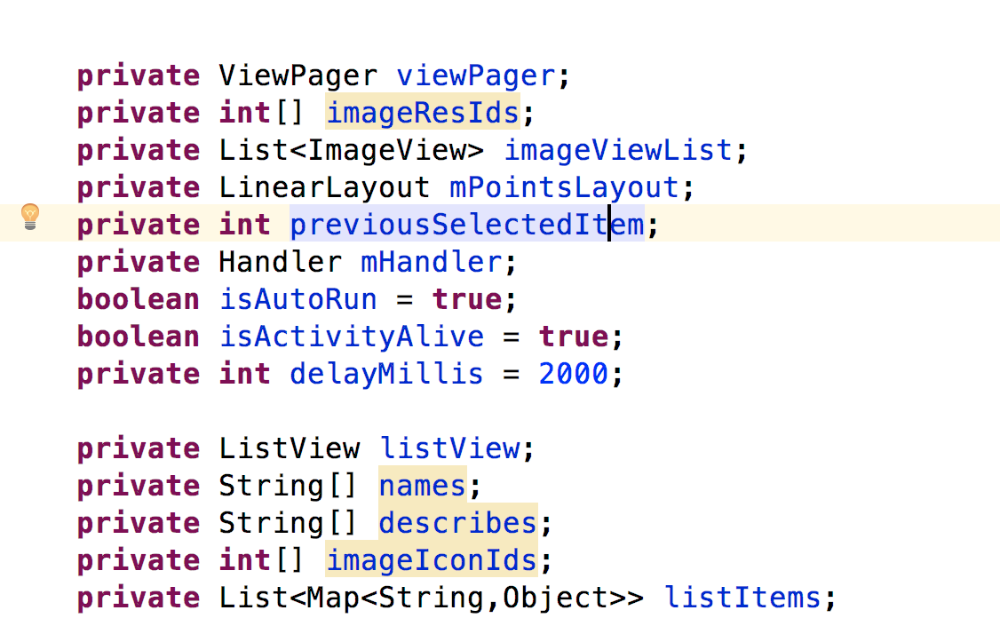 private ViewPager viewPager;
private int[] imageResIds;
private List<ImageView> imageViewList;
private LinearLayout mPointsLayout;
private int previousSelectedItem;
private Handler mHandler;
boolean isAutoRun = true;
boolean isActivityAlive = true;
private int delayMillis = 2000;
private ListView listView;
private String[] names;
private String[] describes;
private int[] imageIconIds;
private List<Map<String,Object>> listItems;